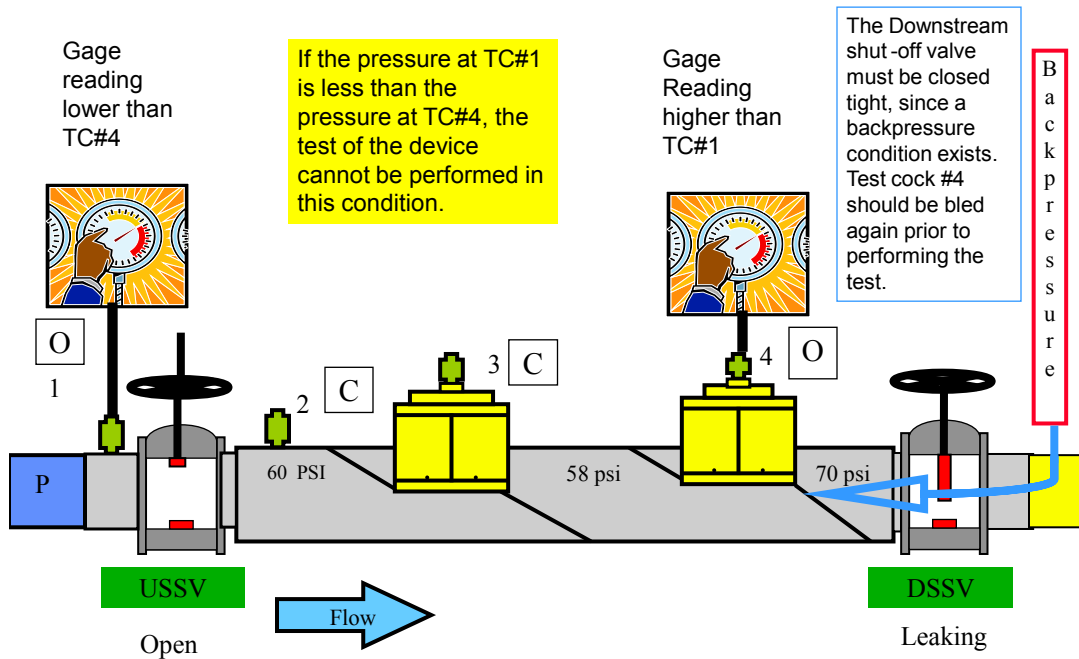 Gage
reading
lower than
TC#4
If the pressure at TC#1
is less than the
pressure at TC#4, the
test of the device
cannot be performed in
this condition.
Gage
Reading
higher than
TC#1
The Downstream
shut -off valve
must be closed
tight, since a
backpressure
condition exists.
Test cock #4
should be bled
again prior to
performing the
test.
Backpressure
O
1
2
C
3
C
4
O
P
60 PSI
58 psi
70 psi
USSV
Open
Flow
DSSV
Leaking